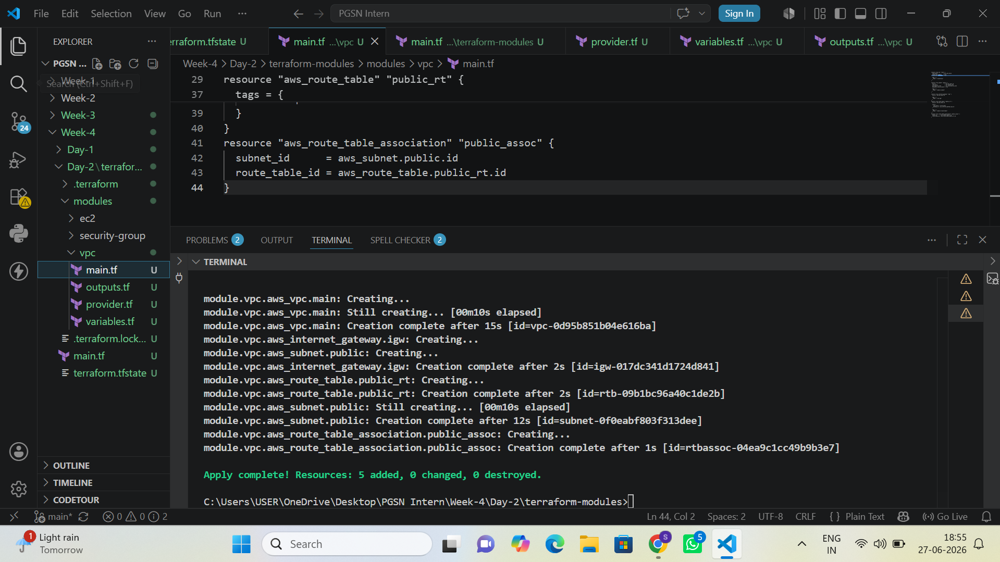 File Edit Selection View Go Run ···
PGSN Intern
Sign In
EXPLORER
erraform.tfstate U
main.tf ...\vpc U
main.tf ...\terraform-modules U
provider.tf U
variables.tf ...\vpc U
outputs.tf ...\vpc U
PGSN ...
Week-4 > Day-2 > terraform-modules > modules > vpc > main.tf
Week-1
Search (Ctrl+Shift+F)
Week-2
Week-3
Week-4
Day-1
Day-2\terrafor...
.terraform
modules
ec2
security-group
vpc
main.tf U
outputs.tf U
provider.tf U
variables.tf U
.terraform.lock... U
main.tf U
terraform.tfstate U
OUTLINE
TIMELINE
CODETOUR
24
29 resource "aws_route_table" "public_rt" {
37 tags = {
39 }
40 }
41 resource "aws_route_table_association" "public_assoc" {
42 subnet_id = aws_subnet.public.id
43 route_table_id = aws_route_table.public_rt.id
44 }
PROBLEMS 2 OUTPUT TERMINAL SPELL CHECKER 2
TERMINAL
module.vpc.aws_vpc.main: Creating...
module.vpc.aws_vpc.main: Still creating... [00m10s elapsed]
module.vpc.aws_vpc.main: Creation complete after 15s [id=vpc-0d95b851b04e616ba]
module.vpc.aws_internet_gateway.igw: Creating...
module.vpc.aws_subnet.public: Creating...
module.vpc.aws_internet_gateway.igw: Creation complete after 2s [id=igw-017dc341d1724d841]
module.vpc.aws_route_table.public_rt: Creating...
module.vpc.aws_route_table.public_rt: Creation complete after 2s [id=rtb-09b1bc96a40c1de2b]
module.vpc.aws_subnet.public: Still creating... [00m10s elapsed]
module.vpc.aws_subnet.public: Creation complete after 12s [id=subnet-0f0eabf803f313dee]
module.vpc.aws_route_table_association.public_assoc: Creating...
module.vpc.aws_route_table_association.public_assoc: Creation complete after 1s [id=rtbassoc-04ea9c1cc49b9b3e7]
Apply complete! Resources: 5 added, 0 changed, 0 destroyed.
C:\Users\USER\OneDrive\Desktop\PGSN Intern\Week-4\Day-2\terraform-modules>
main* 0 0 2
Ln 44, Col 2 Spaces: 2 UTF-8 CRLF { } Plain Text Go Live
1 Light rain
Tomorrow
Search
S
5
ENG
IN
18:55
27-06-2026